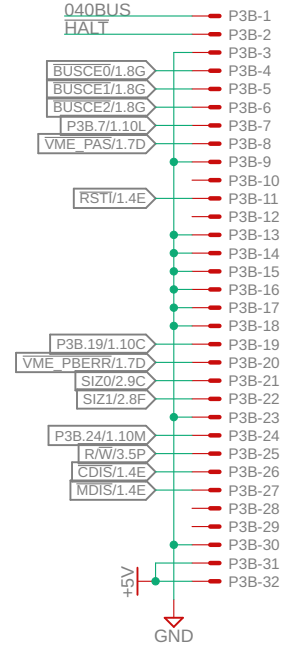 040BUS P3B-1
HALT P3B-2
P3B-3
BUSCE0/1.8G P3B-4
BUSCE1/1.8G P3B-5
BUSCE2/1.8G P3B-6
P3B.7/1.10L P3B-7
VME_PAS/1.7D P3B-8
P3B-9
P3B-10
RSTI/1.4E P3B-11
P3B-12
P3B-13
P3B-14
P3B-15
P3B-16
P3B-17
P3B-18
P3B.19/1.10C P3B-19
VME_PBERR/1.7D P3B-20
SIZ0/2.9C P3B-21
SIZ1/2.8F P3B-22
P3B-23
P3B.24/1.10M P3B-24
R/W/3.5P P3B-25
CDIS/1.4E P3B-26
MDIS/1.4E P3B-27
P3B-28
P3B-29
P3B-30
P3B-31
+5V P3B-32
GND